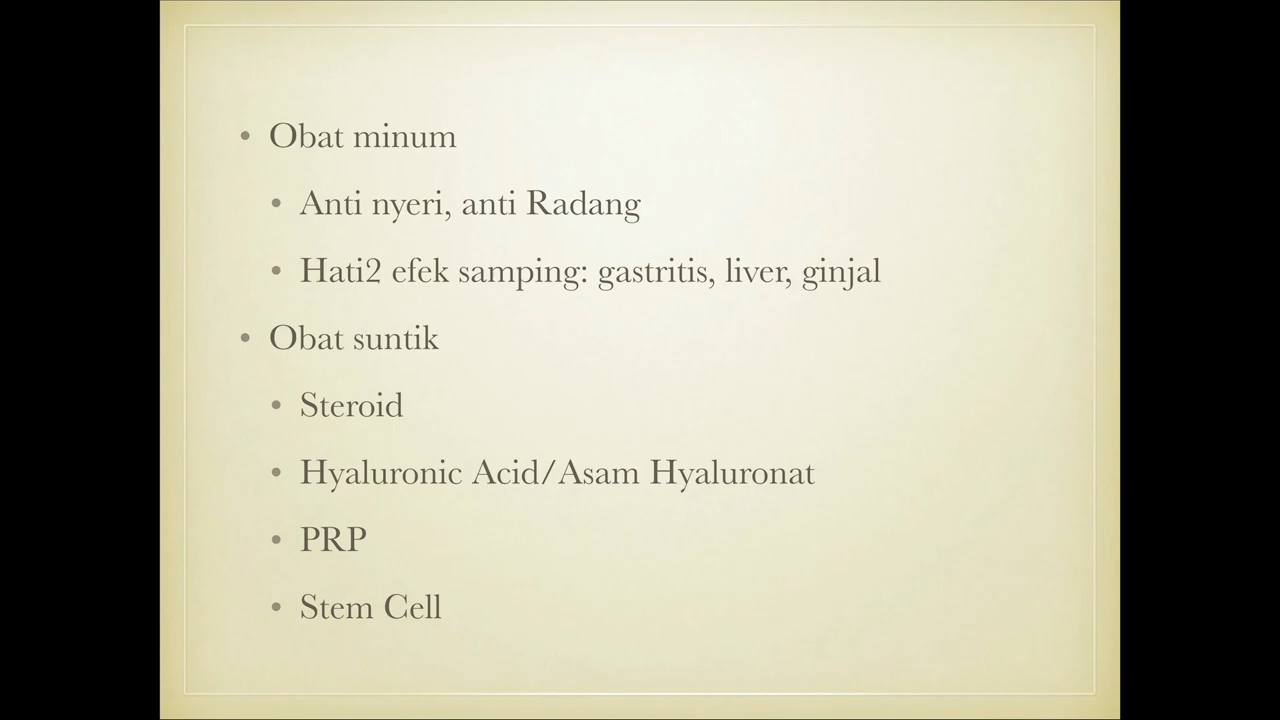 • Obat minum
• Anti nyeri, anti Radang
• Hati2 efek samping: gastritis, liver, ginjal
• Obat suntik
• Steroid
• Hyaluronic Acid/Asam Hyaluronat
• PRP
• Stem Cell